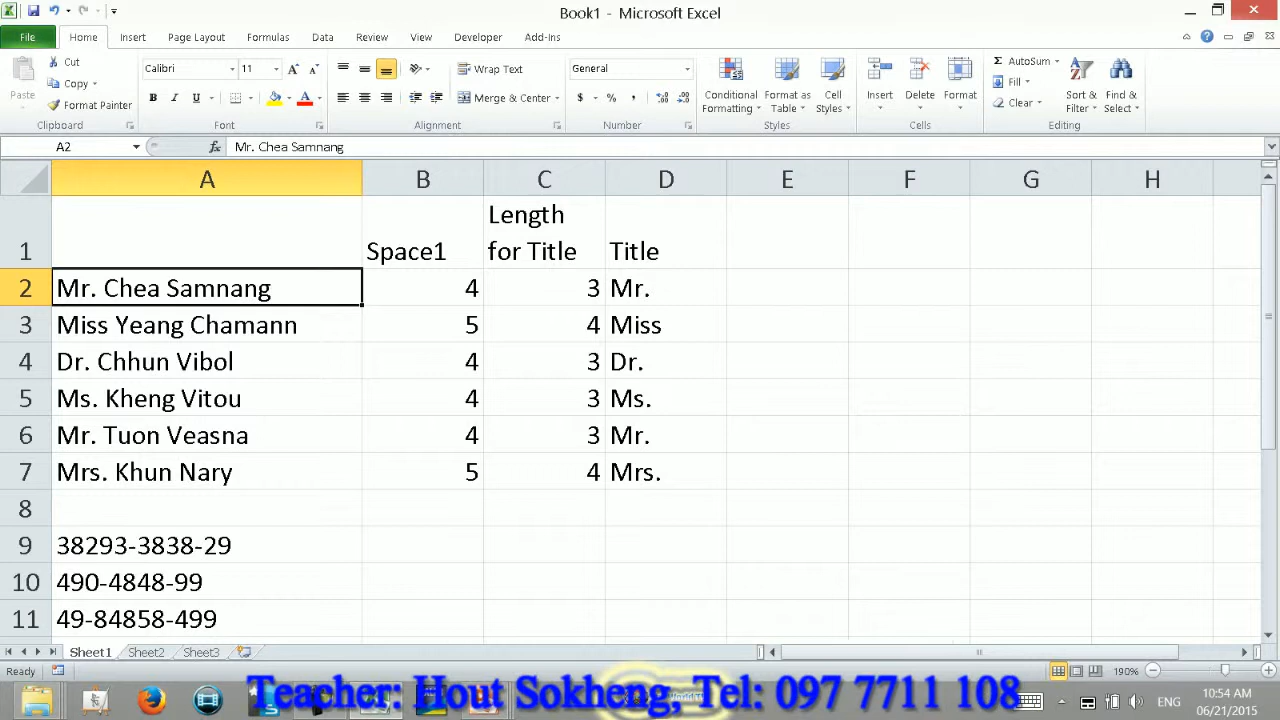 Book1 - Microsoft Excel
File Home Insert Page Layout Formulas Data Review View Developer Add-Ins
Paste
Cut
Copy
Format Painter
Clipboard
Calibri 11
B I U
Font
Wrap Text
Merge & Center
Alignment
General
$ % ,
Number
Conditional Formatting
Format as Table
Cell Styles
Styles
Insert
Delete
Format
Cells
AutoSum
Fill
Clear
Sort & Filter
Find & Select
Editing
A2 fx Mr. Chea Samnang
A B C D E F G H
1 Space1 Length for Title Title
2 Mr. Chea Samnang 4 3 Mr.
3 Miss Yeang Chamann 5 4 Miss
4 Dr. Chhun Vibol 4 3 Dr.
5 Ms. Kheng Vitou 4 3 Ms.
6 Mr. Tuon Veasna 4 3 Mr.
7 Mrs. Khun Nary 5 4 Mrs.
8
9 38293-3838-29
10 490-4848-99
11 49-84858-499
Sheet1 Sheet2 Sheet3
Ready 190%
Teacher: Hout Sokheng, Tel: 097 7711 108
ENG
10:54 AM
06/21/2015